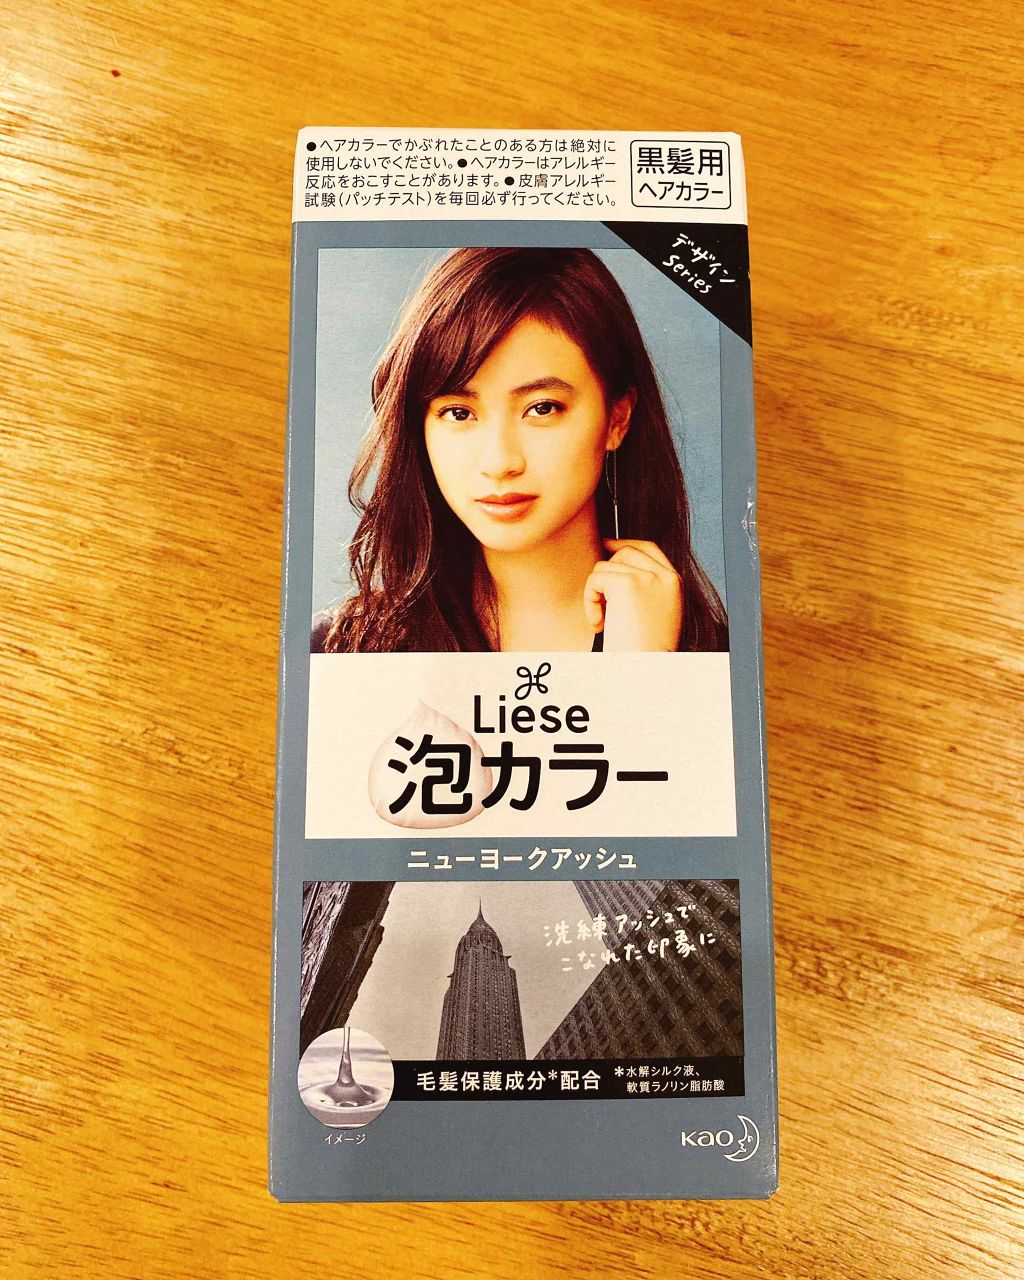 ●ヘアカラーでかぶれたことのある方は絶対に
使用しないでください。●ヘアカラーはアレルギー
反応をおこすことがあります。●皮膚アレルギー
試験(パッチテスト)を毎回必ず行ってください。
黒髪用
ヘアカラー
デザイン
Series
Liese
泡カラー
ニューヨークアッシュ
洗練アッシュで
こなれた印象に
毛髪保護成分*配合
*水解シルク液、
軟質ラノリン脂肪酸
イメージ
Kao